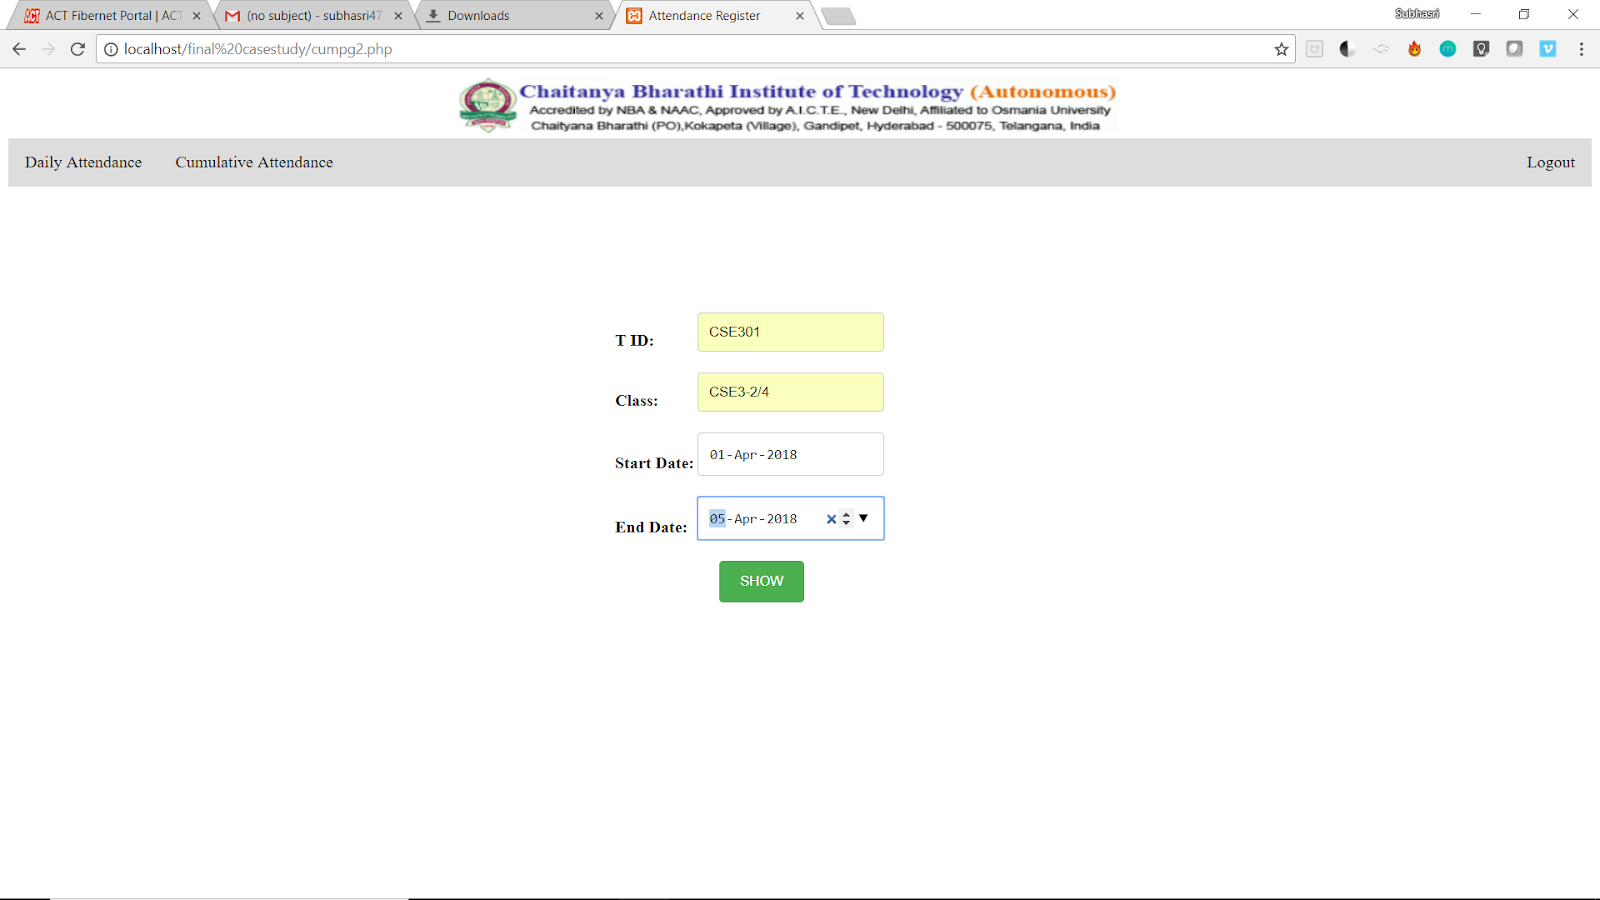 ACT Fibernet Portal | ACT
(no subject) - subhasri47
Downloads
Attendance Register
Subhasri
localhost/final%20casestudy/cumpg2.php
Chaitanya Bharathi Institute of Technology (Autonomous)
Accredited by NBA & NAAC, Approved by A.I.C.T.E., New Delhi, Affiliated to Osmania University
Chaityana Bharathi (PO),Kokapeta (Village), Gandipet, Hyderabad - 500075, Telangana, India
Daily Attendance Cumulative Attendance Logout
T ID: CSE301
Class: CSE3-2/4
Start Date: 01-Apr-2018
End Date: 05-Apr-2018
SHOW